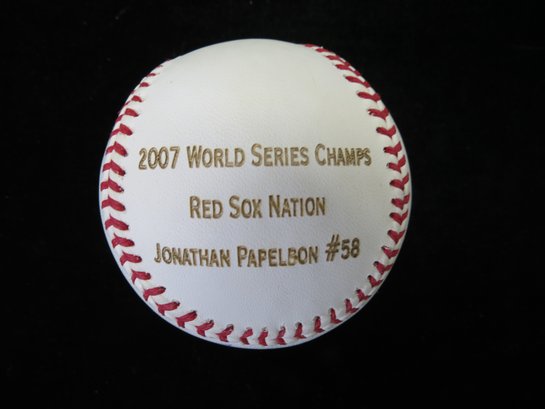 2007 World Series Champs
Red Sox Nation
Jonathan Papelbon #58